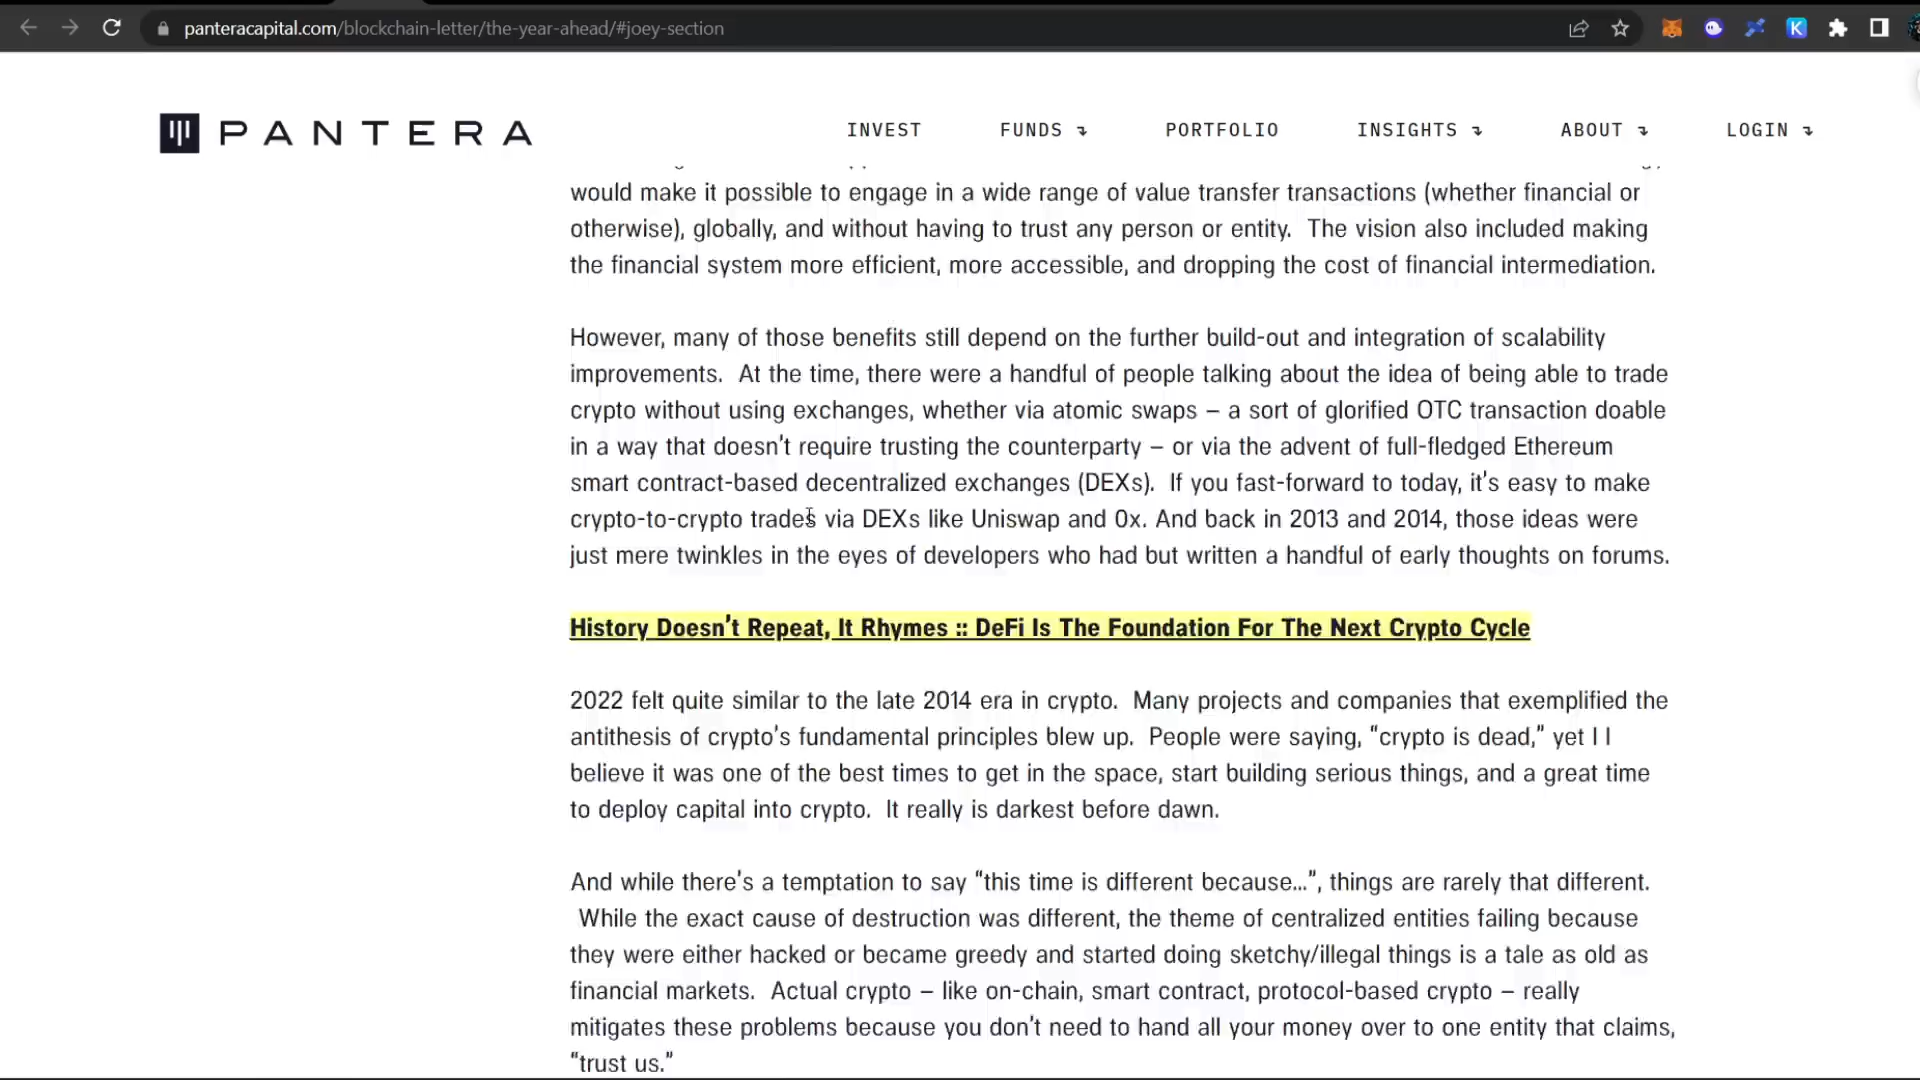 panteracapital.com/blockchain-letter/the-year-ahead/#joey-section
PANTERA
INVEST FUNDS PORTFOLIO INSIGHTS ABOUT LOGIN
would make it possible to engage in a wide range of value transfer transactions (whether financial or
otherwise), globally, and without having to trust any person or entity. The vision also included making
the financial system more efficient, more accessible, and dropping the cost of financial intermediation.
However, many of those benefits still depend on the further build-out and integration of scalability
improvements. At the time, there were a handful of people talking about the idea of being able to trade
crypto without using exchanges, whether via atomic swaps – a sort of glorified OTC transaction doable
in a way that doesn't require trusting the counterparty – or via the advent of full-fledged Ethereum
smart contract-based decentralized exchanges (DEXs). If you fast-forward to today, it's easy to make
crypto-to-crypto trades via DEXs like Uniswap and 0x. And back in 2013 and 2014, those ideas were
just mere twinkles in the eyes of developers who had but written a handful of early thoughts on forums.
History Doesn't Repeat, It Rhymes :: DeFi Is The Foundation For The Next Crypto Cycle
2022 felt quite similar to the late 2014 era in crypto. Many projects and companies that exemplified the
antithesis of crypto's fundamental principles blew up. People were saying, “crypto is dead,” yet I I
believe it was one of the best times to get in the space, start building serious things, and a great time
to deploy capital into crypto. It really is darkest before dawn.
And while there's a temptation to say “this time is different because…”, things are rarely that different.
While the exact cause of destruction was different, the theme of centralized entities failing because
they were either hacked or became greedy and started doing sketchy/illegal things is a tale as old as
financial markets. Actual crypto – like on-chain, smart contract, protocol-based crypto – really
mitigates these problems because you don't need to hand all your money over to one entity that claims,
“trust us.”